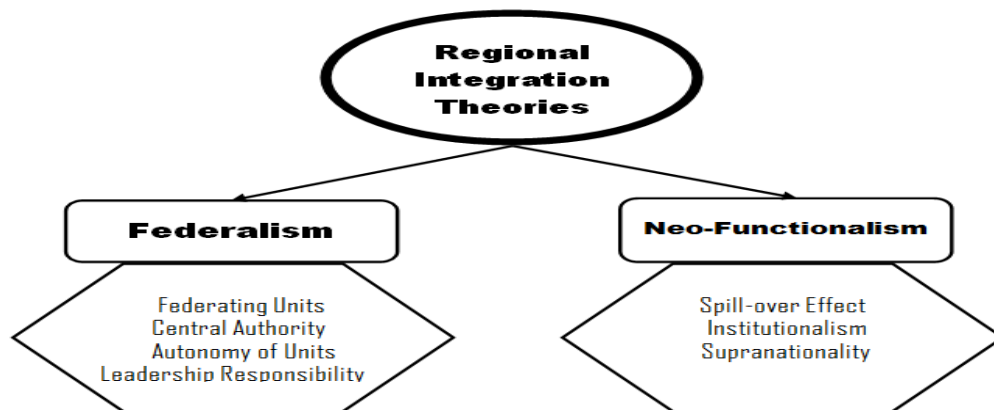 Regional
Integration
Theories
Federalism
Neo-Functionalism
Federating Units
Central Authority
Autonomy of Units
Leadership Responsibility
Spill-over Effect
Institutionalism
Supranationality